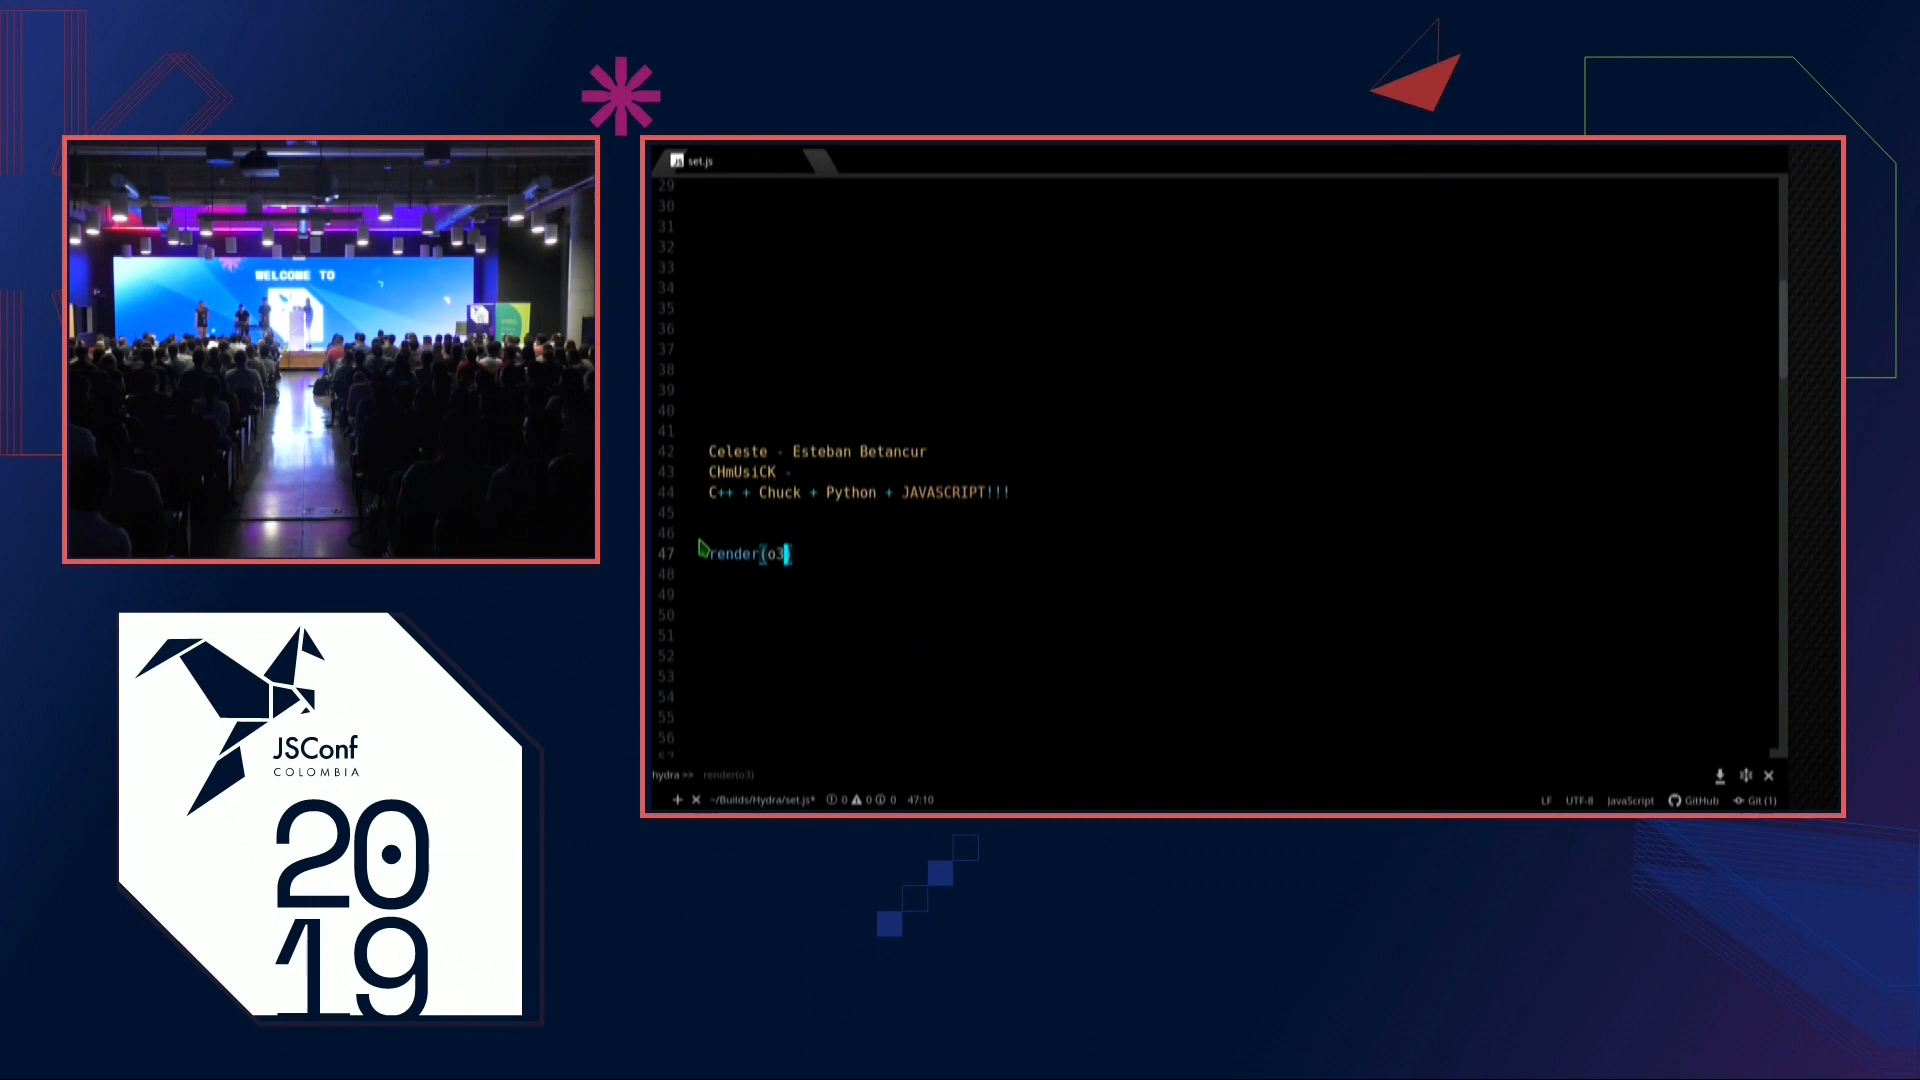 WELCOME TO
JSConf
COLOMBIA
20
19
JS set.js
29
30
31
32
33
34
35
36
37
38
39
40
41
42 Celeste - Esteban Betancur
43 CHmUsiCK -
44 C++ + Chuck + Python + JAVASCRIPT!!!
45
46
47 render(o3)
48
49
50
51
52
53
54
55
56
57
hydra >> render(o3)
~/Builds/Hydra/set.js* 0 0 0 47:10 LF UTF-8 JavaScript GitHub Git (1)